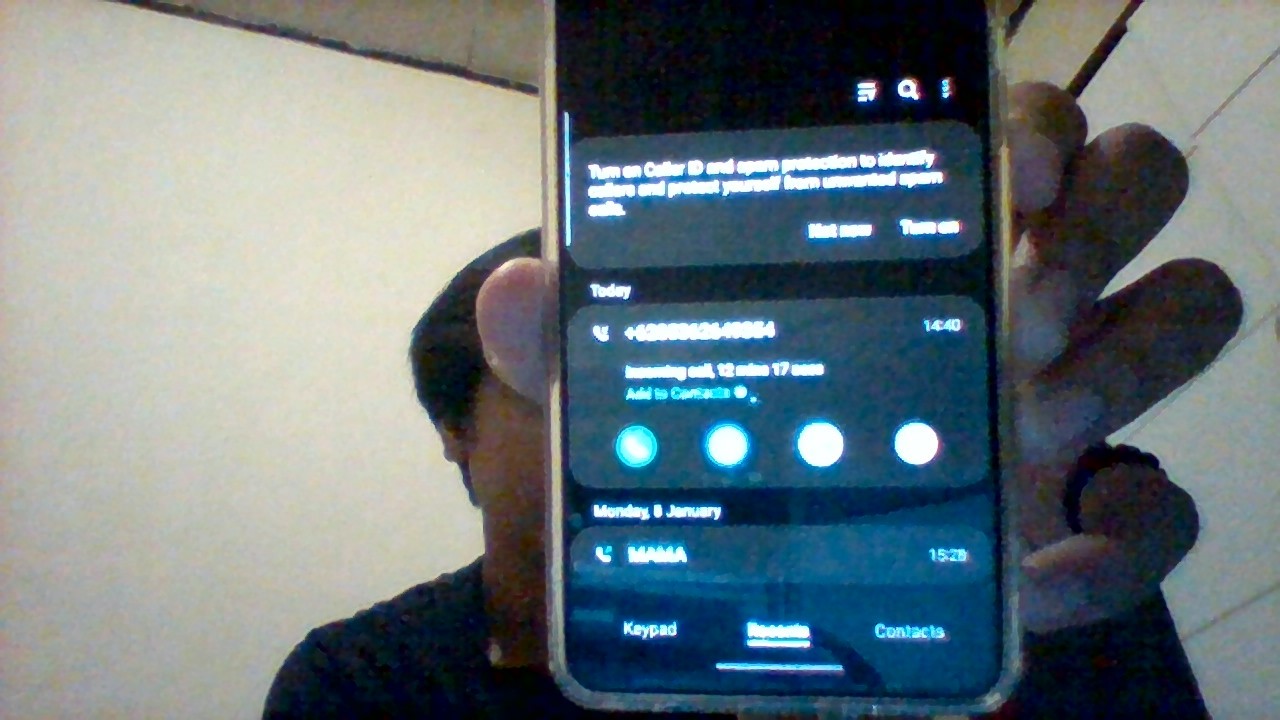 Turn on Caller ID and spam protection to identify
callers and protect yourself from unwanted spam
calls.
Not now Turn on
Today
14:40
Incoming call, 12 mins 17 secs
Add to Contacts
Monday, 8 January
MAMA 15:28
Keypad Recents Contacts